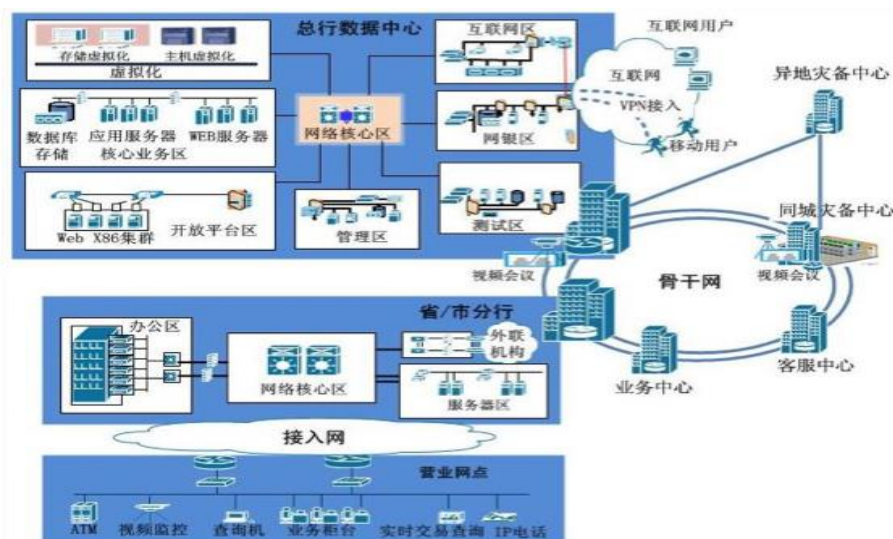 总行数据中心
存储虚拟化
主机虚拟化
虚拟化
互联网区
数据库存储
应用服务器
WEB服务器
核心业务区
网络核心区
网银区
Web X86集群
开放平台区
管理区
测试区
互联网用户
互联网
VPN接入
移动用户
异地灾备中心
同城灾备中心
视频会议
视频会议
骨干网
业务中心
客服中心
省/市分行
办公区
网络核心区
外联
机构
服务器区
接入网
营业网点
ATM
视频监控
查询机
业务柜台
实时交易查询
IP电话